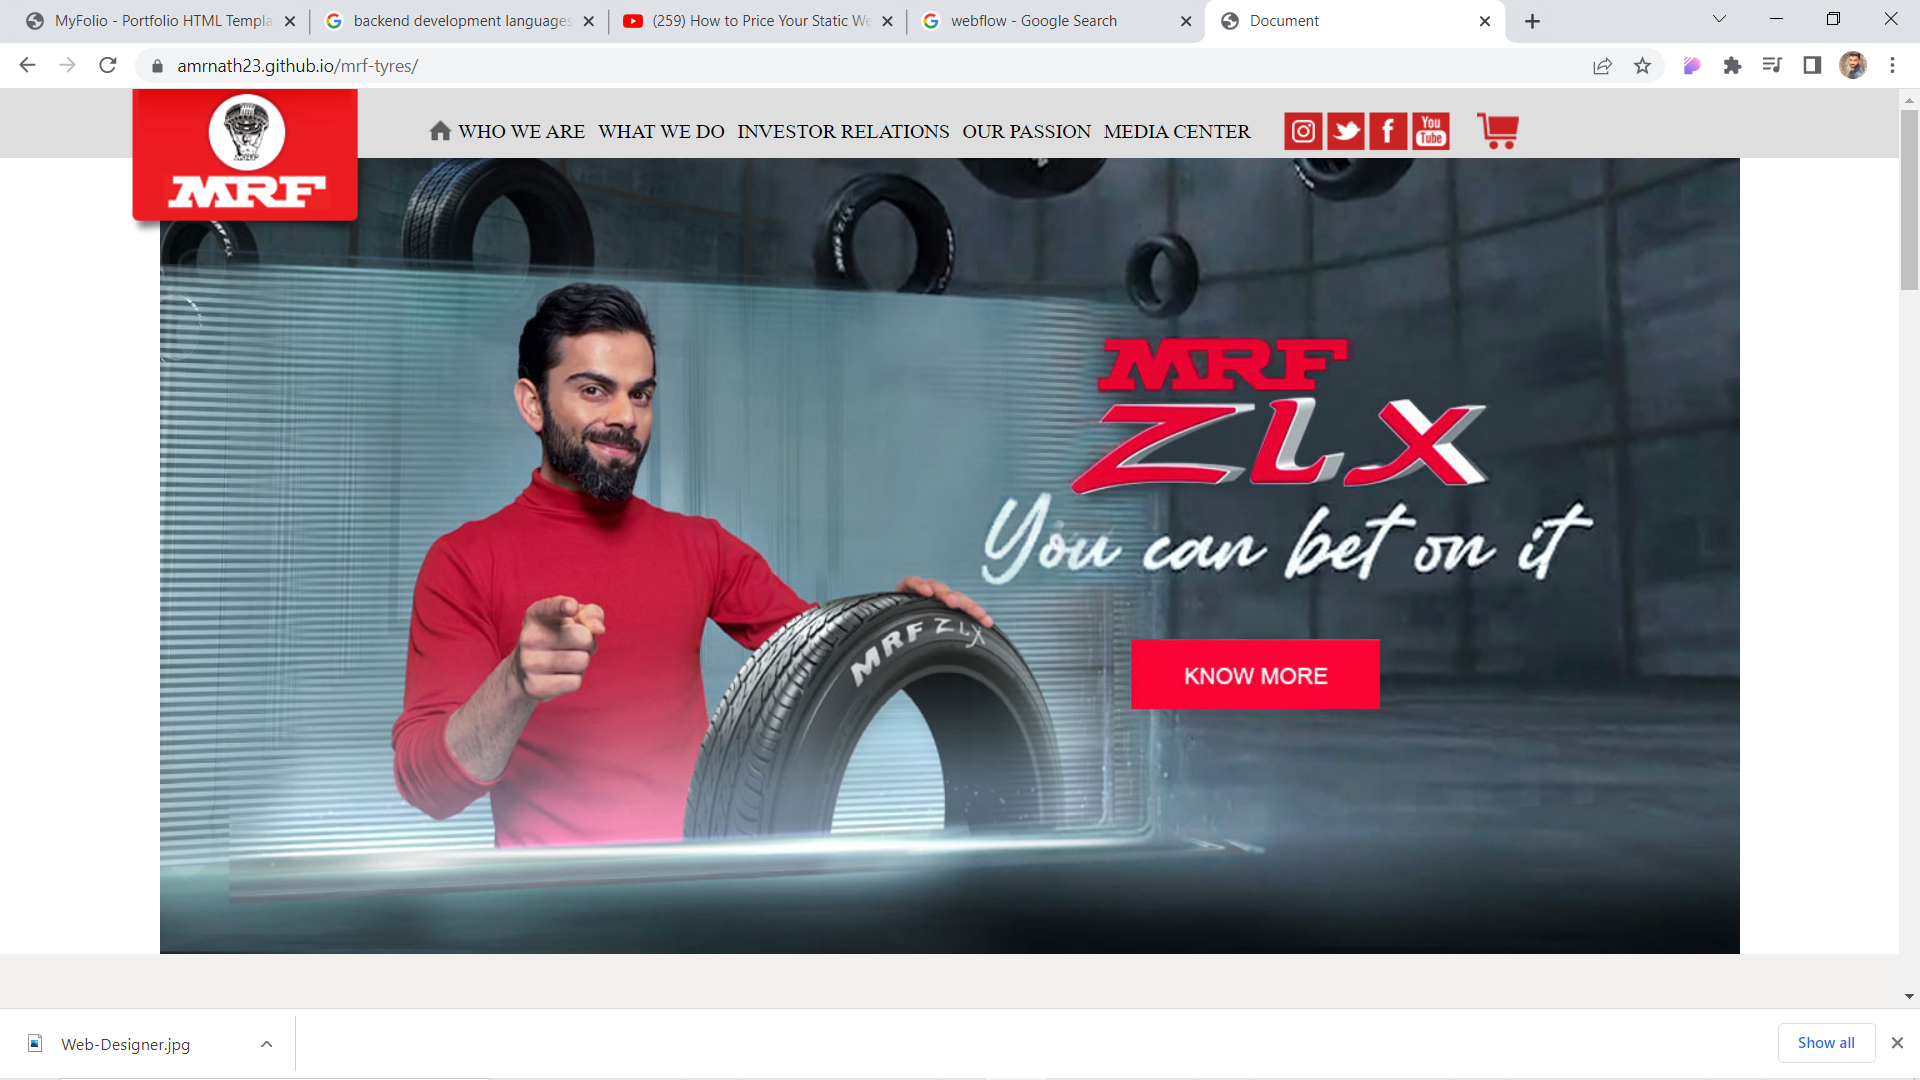 MyFolio - Portfolio HTML Templa
backend development languages
(259) How to Price Your Static We
webflow - Google Search
Document
amrnath23.github.io/mrf-tyres/
MRF
WHO WE ARE WHAT WE DO INVESTOR RELATIONS OUR PASSION MEDIA CENTER
You
Tube
MRF
ZLX
You can bet on it
MRF ZLX
KNOW MORE
Web-Designer.jpg
Show all